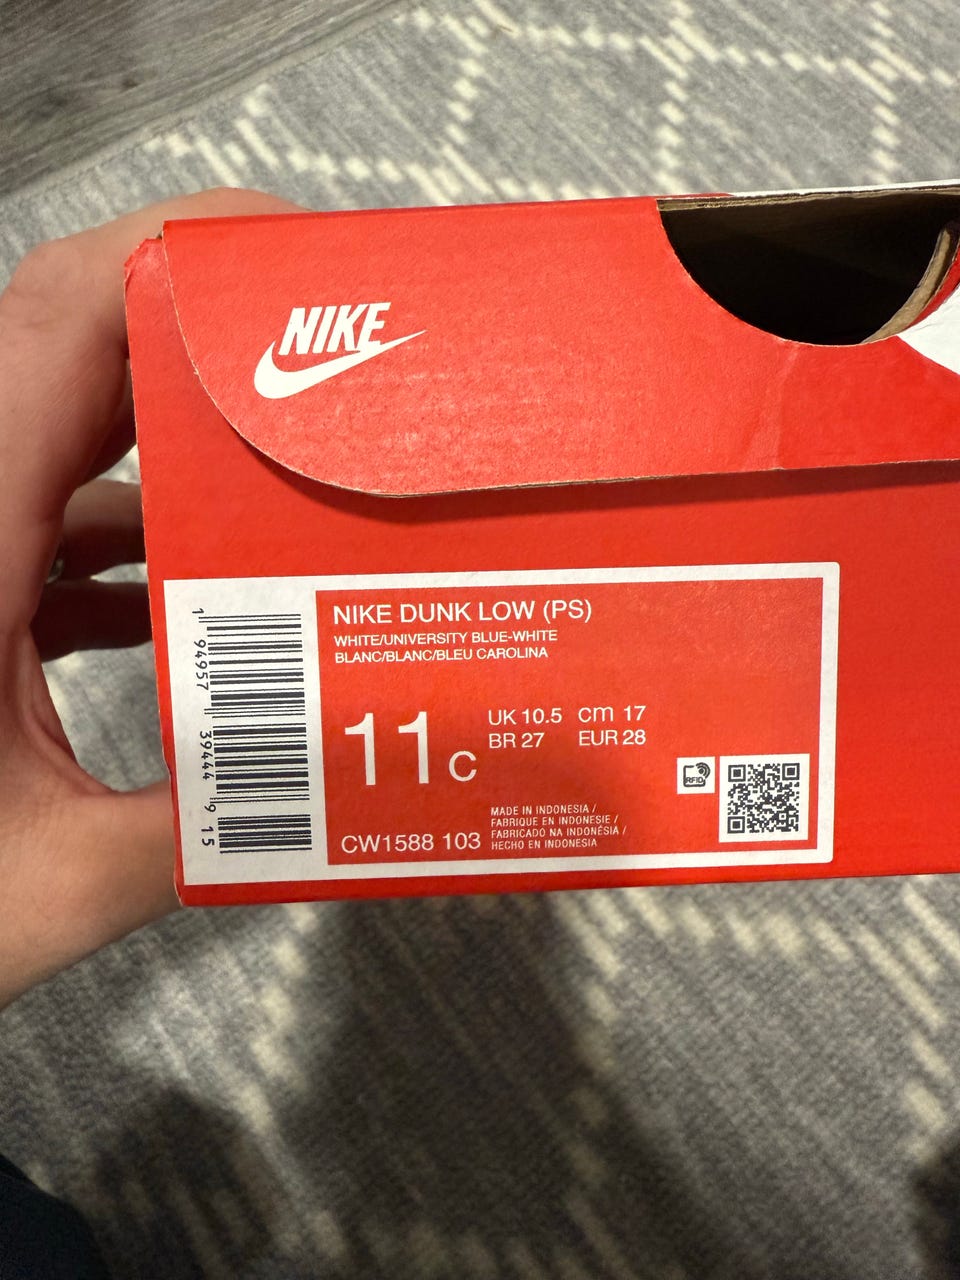 NIKE
NIKE DUNK LOW (PS)
WHITE/UNIVERSITY BLUE-WHITE
BLANC/BLANC/BLEU CAROLINA
11C
UK 10.5 cm 17
BR 27 EUR 28
RFID
MADE IN INDONESIA /
FABRIQUE EN INDONESIE /
FABRICADO NA INDONÉSIA /
HECHO EN INDONESIA
CW1588 103
1 94957 39444 9 15